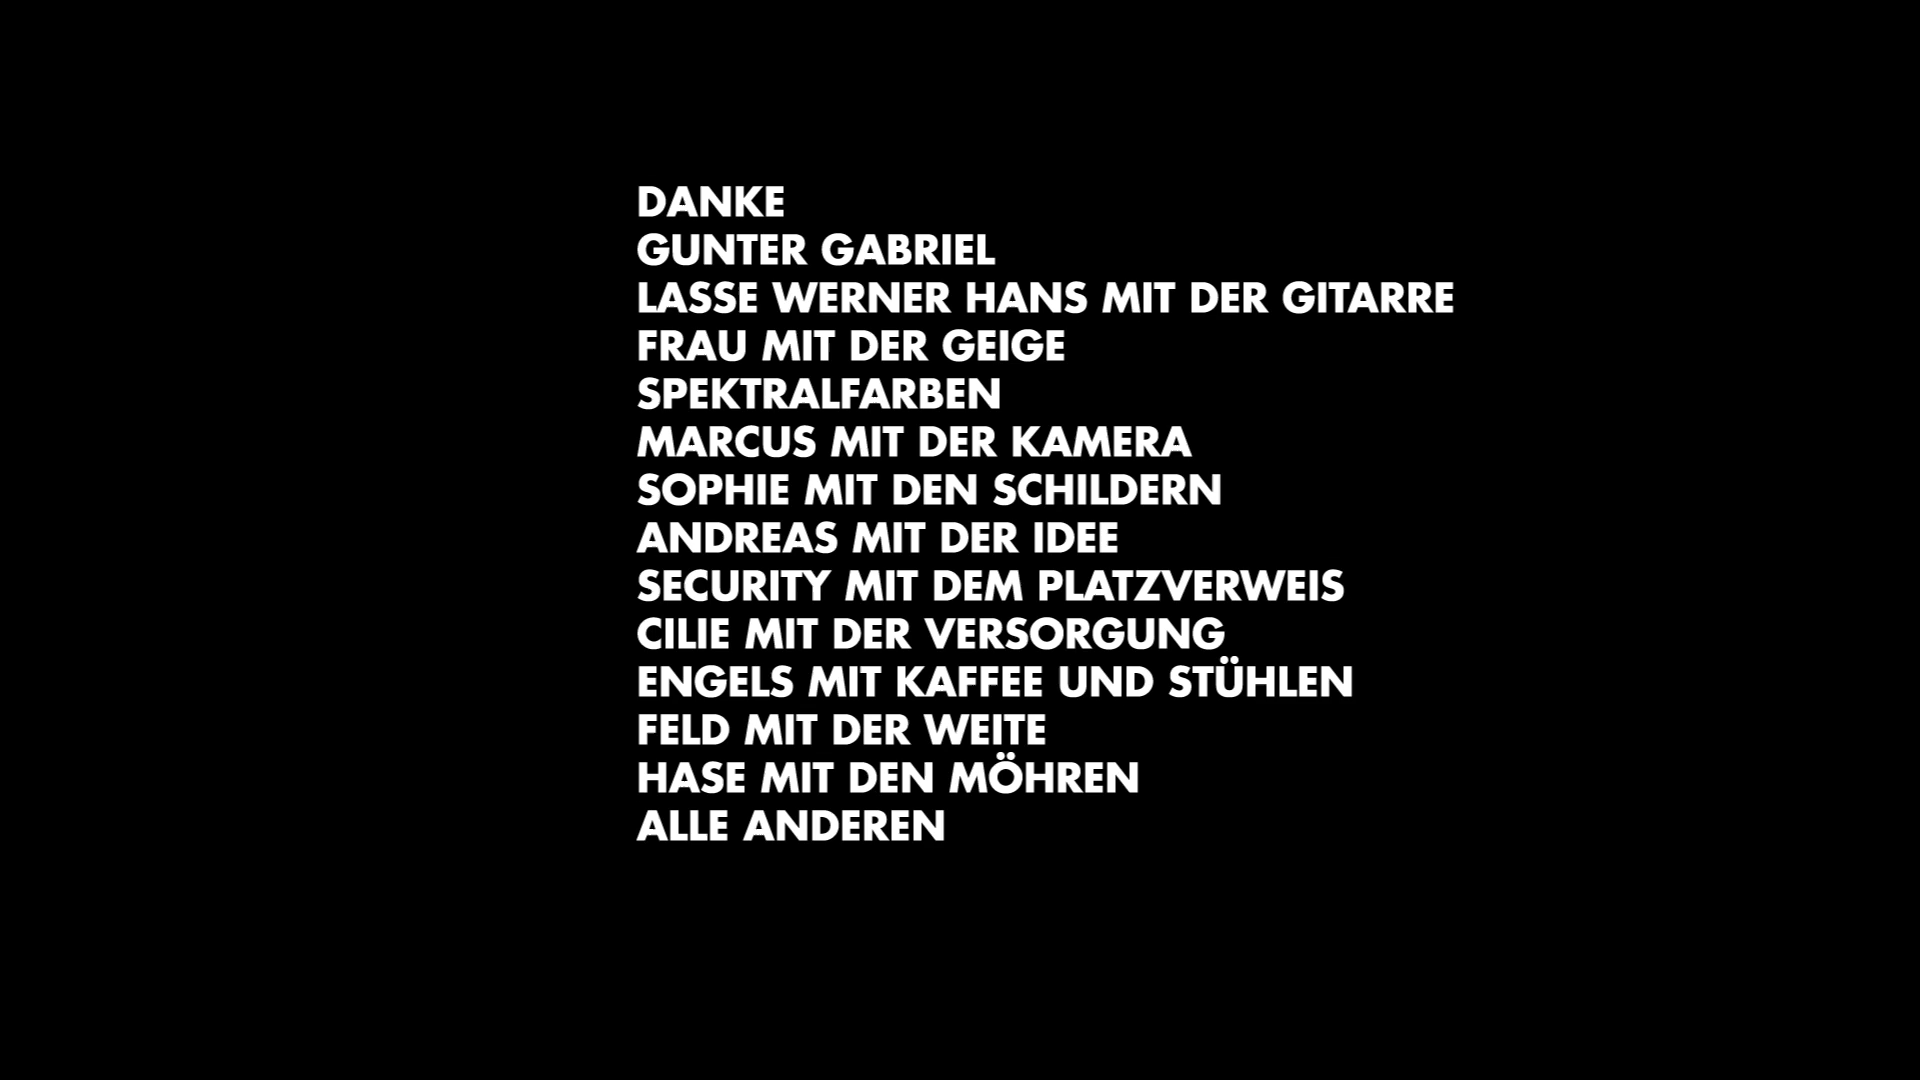 DANKE
GUNTER GABRIEL
LASSE WERNER HANS MIT DER GITARRE
FRAU MIT DER GEIGE
SPEKTRALFARBEN
MARCUS MIT DER KAMERA
SOPHIE MIT DEN SCHILDERN
ANDREAS MIT DER IDEE
SECURITY MIT DEM PLATZVERWEIS
CILIE MIT DER VERSORGUNG
ENGELS MIT KAFFEE UND STÜHLEN
FELD MIT DER WEITE
HASE MIT DEN MÖHREN
ALLE ANDEREN